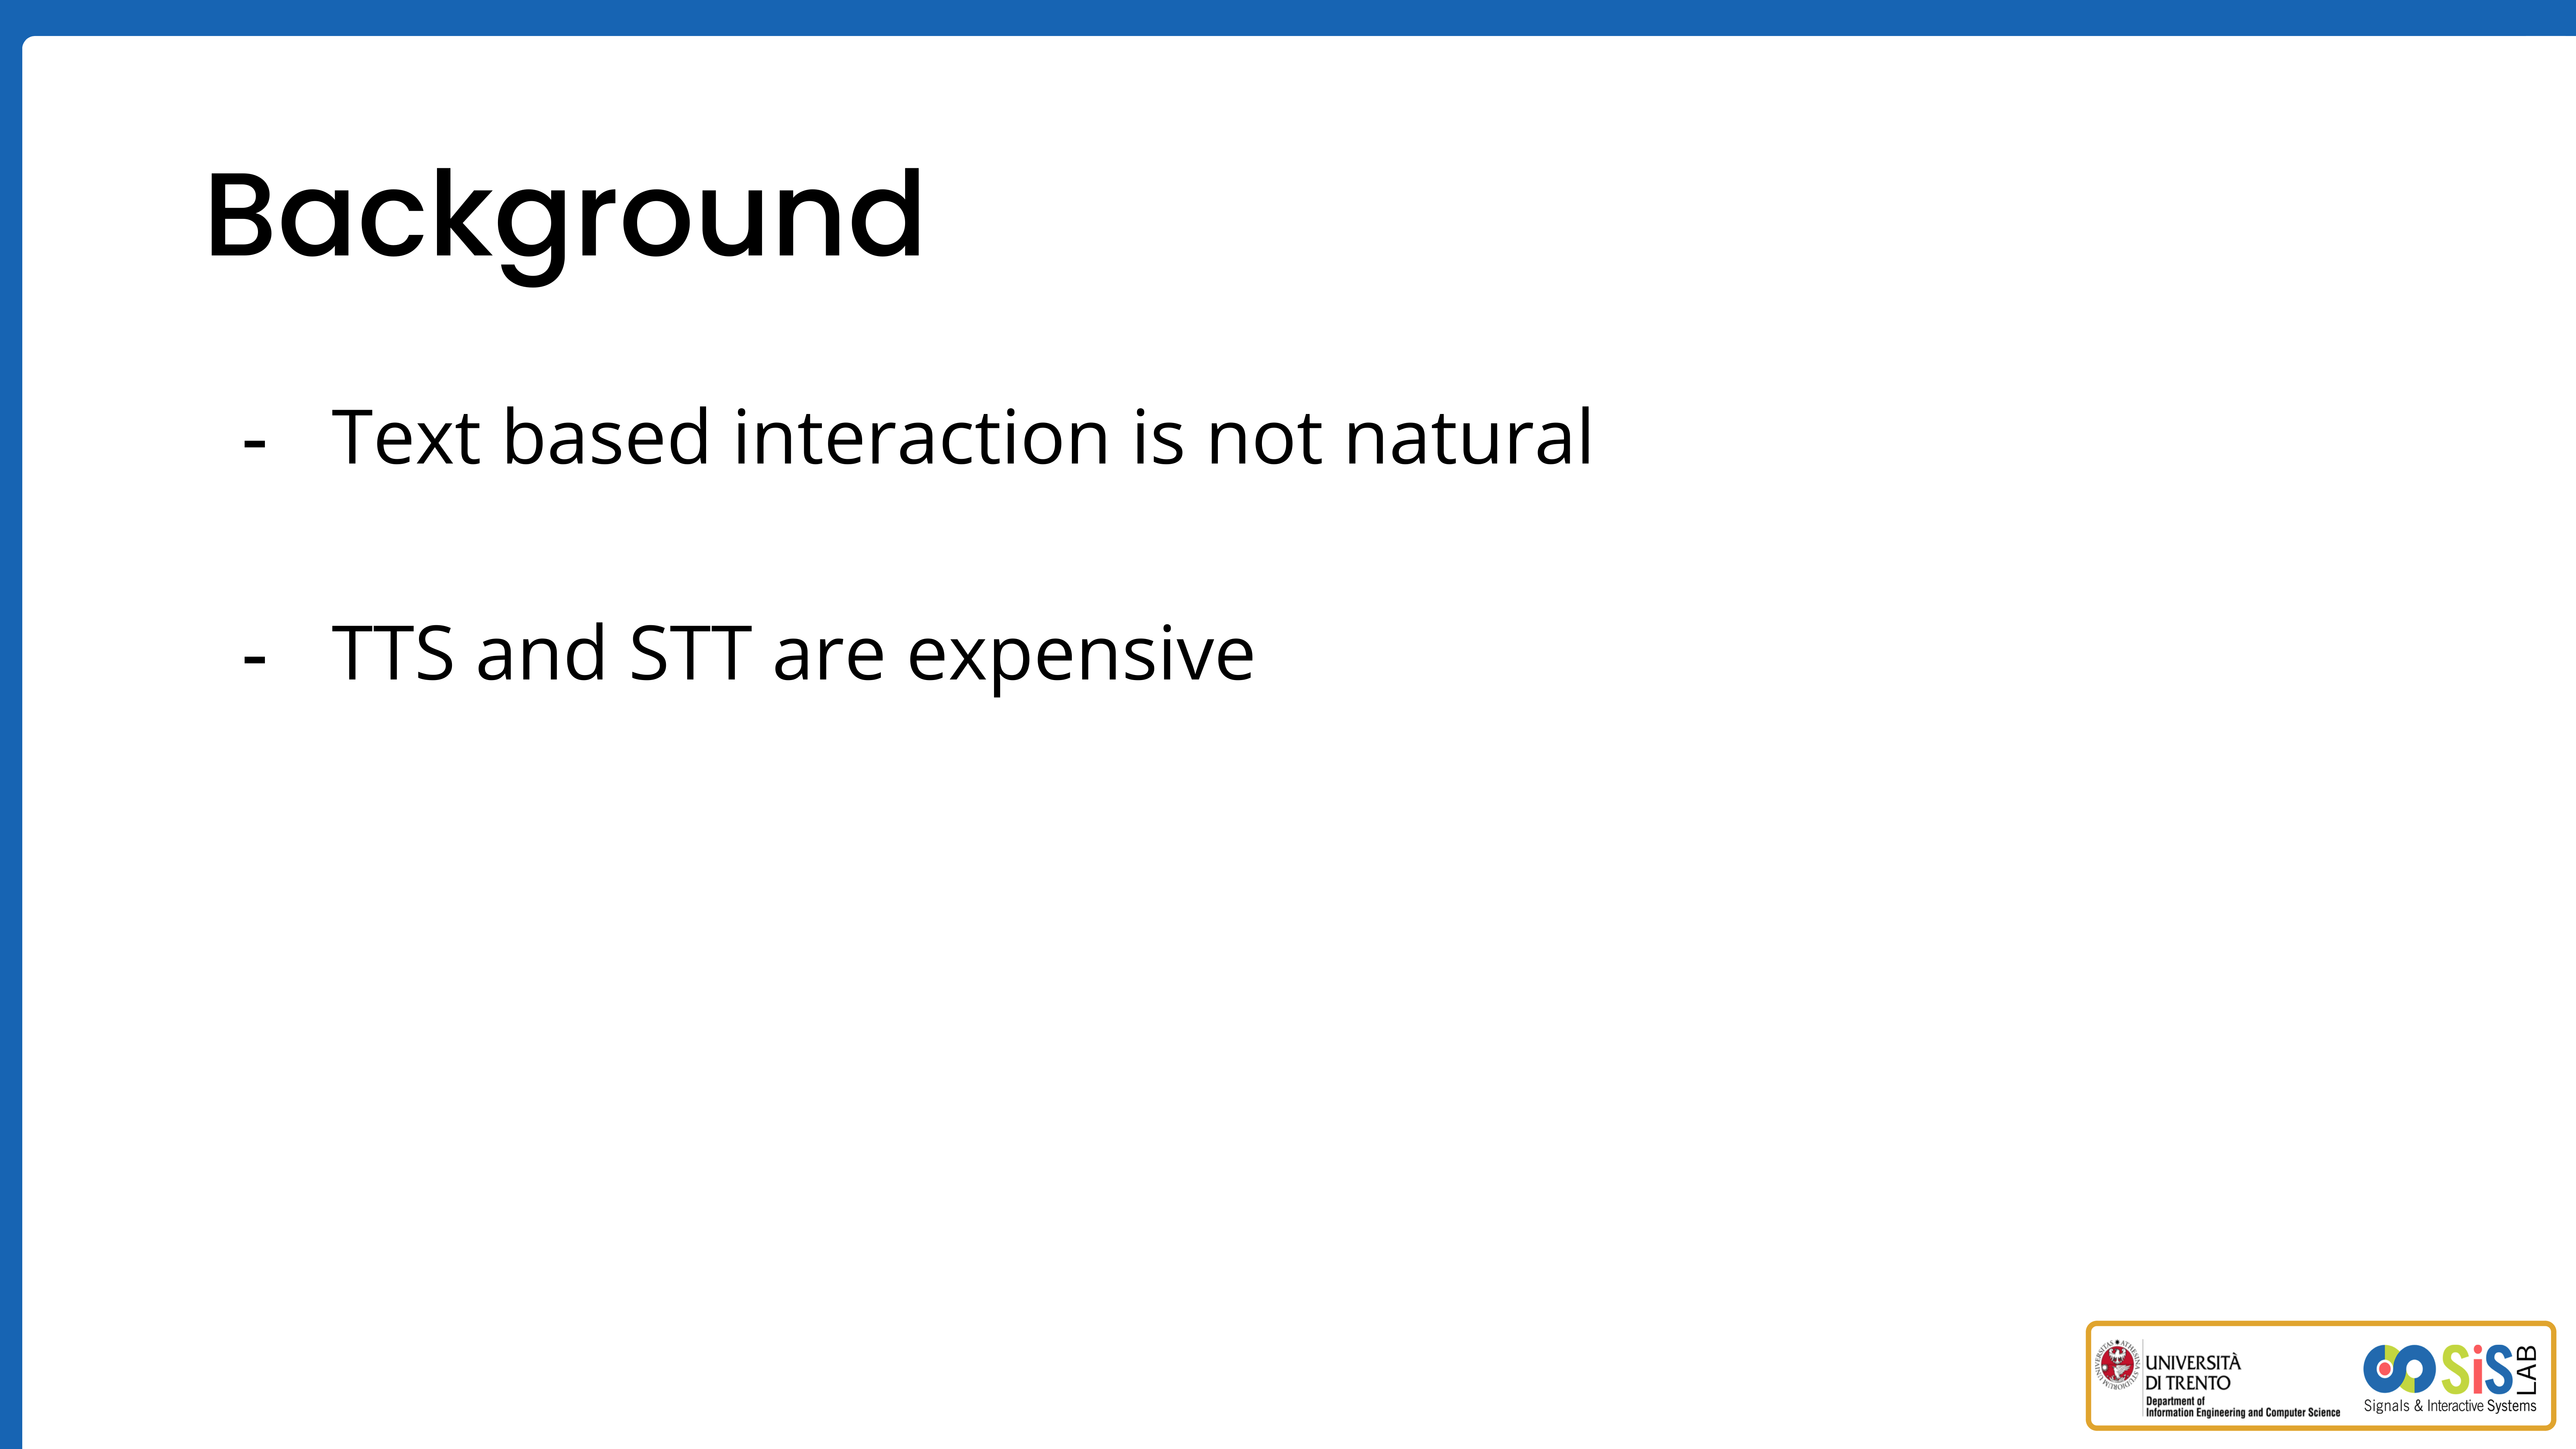 Background
- Text based interaction is not natural
- TTS and STT are expensive
UNIVERSITÀ
DI TRENTO
Department of
Information Engineering and Computer Science
SiS LAB
Signals & Interactive Systems